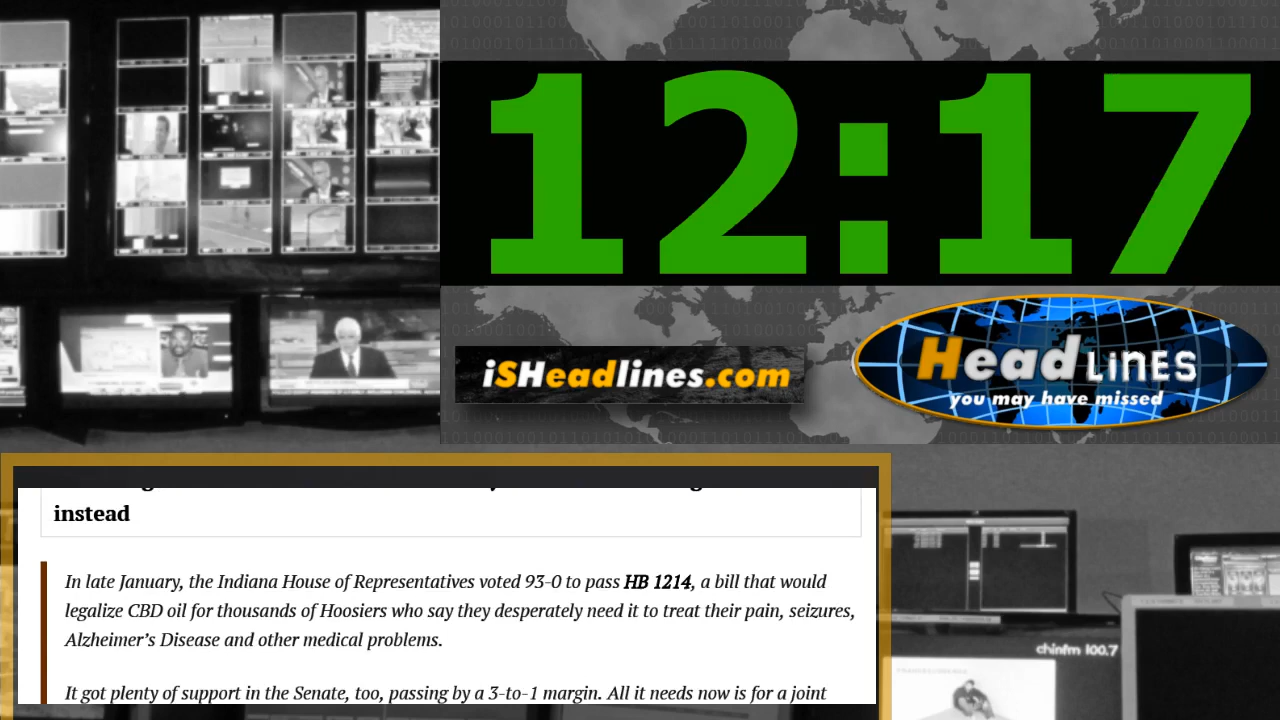 12:17
iSHeadlines.com
HeadLINES
you may have missed
instead
In late January, the Indiana House of Representatives voted 93-0 to pass HB 1214, a bill that would
legalize CBD oil for thousands of Hoosiers who say they desperately need it to treat their pain, seizures,
Alzheimer’s Disease and other medical problems.
It got plenty of support in the Senate, too, passing by a 3-to-1 margin. All it needs now is for a joint
chinfm 100.7